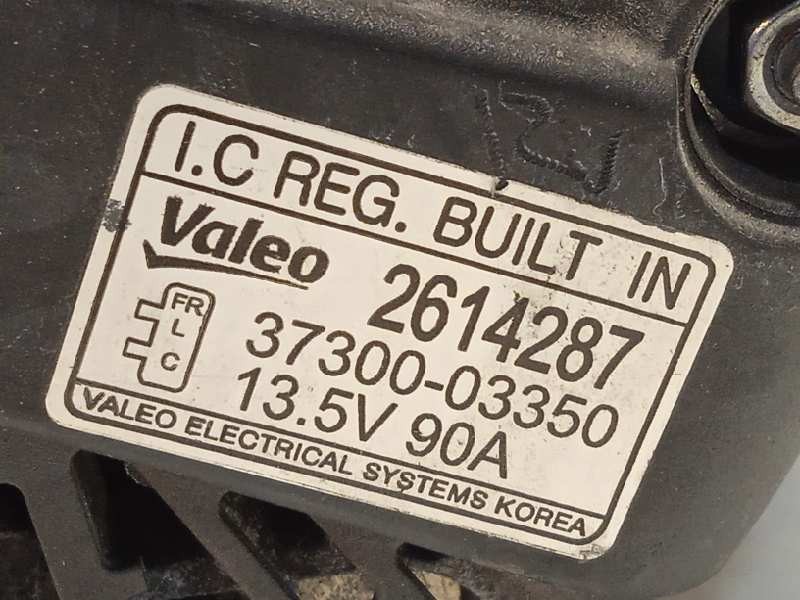 I.C REG. BUILT IN
Valeo
2614287
FR
L
C
37300-03350
13.5V 90A
VALEO ELECTRICAL SYSTEMS KOREA